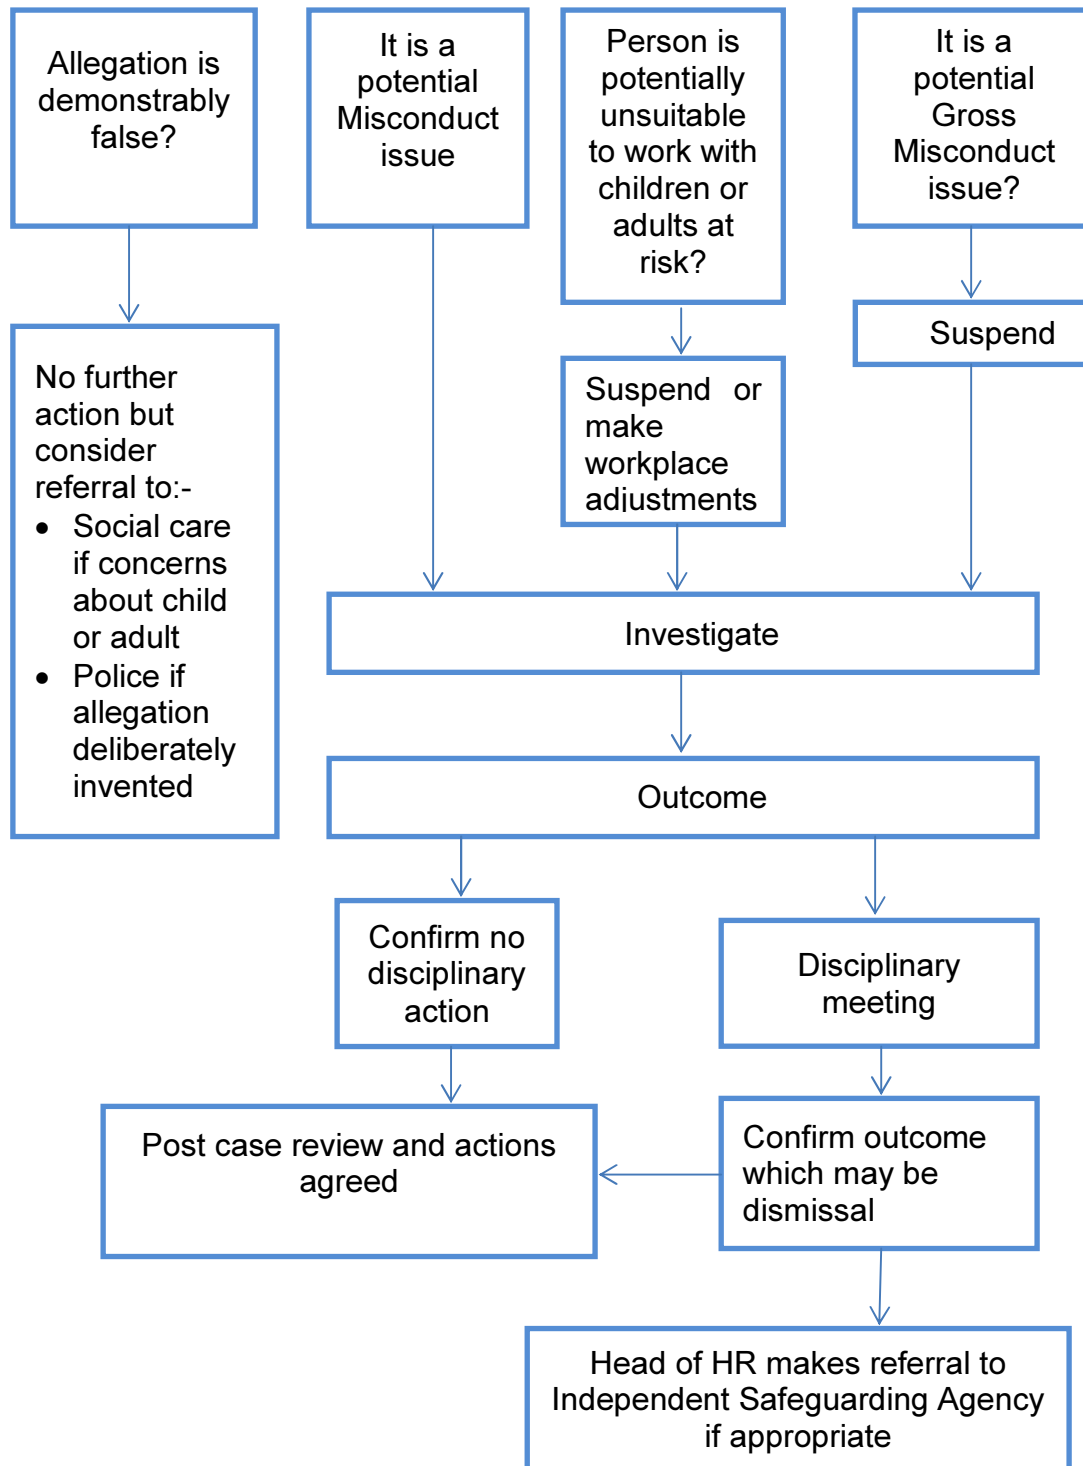 Allegation is
demonstrably
false?
It is a
potential
Misconduct
issue
Person is
potentially
unsuitable
to work with
children or
adults at
risk?
It is a
potential
Gross
Misconduct
issue?
No further
action but
consider
referral to:-
• Social care
if concerns
about child
or adult
• Police if
allegation
deliberately
invented
Suspend or
make
workplace
adjustments
Suspend
Investigate
Outcome
Confirm no
disciplinary
action
Disciplinary
meeting
Post case review and actions
agreed
Confirm outcome
which may be
dismissal
Head of HR makes referral to
Independent Safeguarding Agency
if appropriate